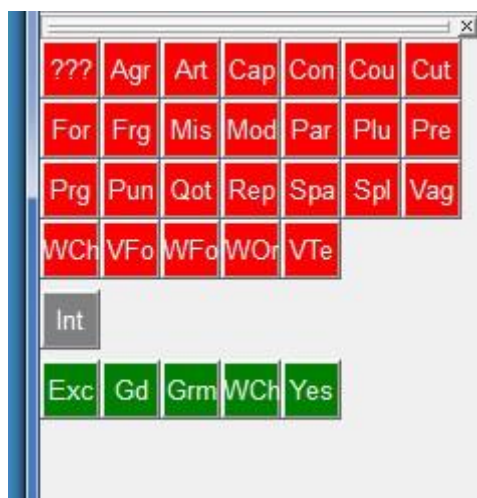 ??? Agr Art Cap Con Cou Cut
For Frg Mis Mod Par Plu Pre
Prg Pun Qot Rep Spa Spl Vag
WCh VFo WFo WOr VTe
Int
Exc Gd Grm WCh Yes